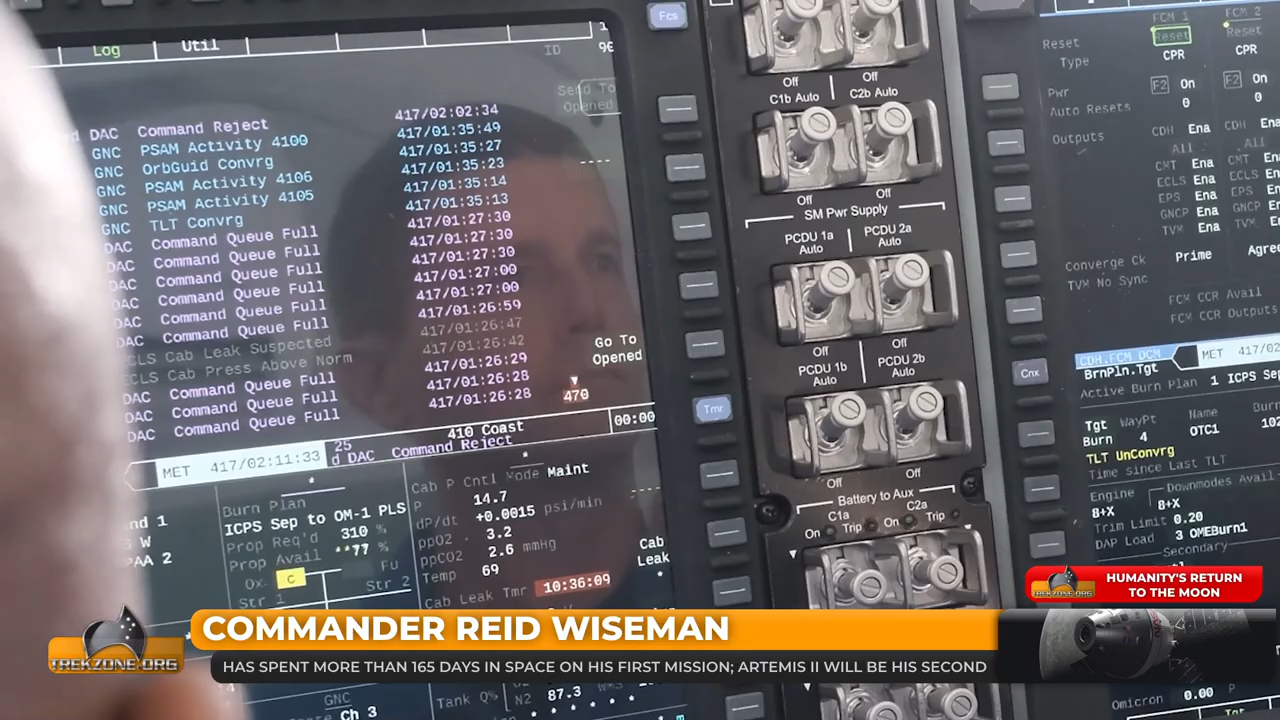 Log Util
ID 90
Send To
Opened
DAC Command Reject 417/02:02:34
GNC PSAM Activity 4100 417/01:35:49
GNC OrbGuid Convrg 417/01:35:27
GNC PSAM Activity 4106 417/01:35:23
GNC PSAM Activity 4105 417/01:35:14
GNC TLT Convrg 417/01:35:13
DAC Command Queue Full 417/01:27:30
DAC Command Queue Full 417/01:27:30
DAC Command Queue Full 417/01:27:30
DAC Command Queue Full 417/01:27:00
DAC Command Queue Full 417/01:27:00
DAC Command Queue Full 417/01:26:59
CLS Cab Leak Suspected 417/01:26:47
CLS Cab Press Above Norm 417/01:26:42
DAC Command Queue Full 417/01:26:29
DAC Command Queue Full 417/01:26:28
DAC Command Queue Full 417/01:26:28
Go To
Opened
470
410 Coast 00:00
MET 417/02:11:33 25
d DAC Command Reject
Burn Plan
ICPS Sep to OM-1 PLS
Prop Req'd 310 %
Prop Avail **77 %
Ox. C Fu
Str 1 Str 2
Cab P Cntl Mode Maint
P 14.7
dP/dt +0.0015 psi/min
ppO2 3.2
ppCO2 2.6 mmHg
Temp 69
Cab Leak Tmr 10:36:09
Cab
Leak
GNC
Ch 3
Tank Q%
N2 87.3
Fcs
Tmr
Cnx
Off Off
C1b Auto C2b Auto
Off Off
SM Pwr Supply
PCDU 1a PCDU 2a
Auto Auto
Off Off
PCDU 1b PCDU 2b
Auto Auto
Off Off
Battery to Aux
C1a C2a
On Trip On Trip
FCM 1 FCM 2
Reset Reset Reset
Type CPR CPR
Pwr F2 On F2 On
Auto Resets 0 0
Outputs CDH Ena CDH Ena
All All
CMT Ena CMT Ena
ECLS Ena ECLS Ena
EPS Ena EPS Ena
GNCP Ena GNCP Ena
TVM Ena TVM Ena
Converge Ck Prime Agre
TVM No Sync
FCM CCR Avail
FCM CCR Outputs
CDH.FCM DCM MET 417/02
BrnPln.Tgt
Active Burn Plan 1 ICPS Sep
Tgt WayPt Name Burn
Burn 4 OTC1 102
TLT UnConvrg
Time since Last TLT
Engine Downmodes Avail
8+X 8+X
Trim Limit 0.20
DAP Load 3 OMEBurn1
Secondary
Omicron 0.00 P
Tgt
HUMANITY'S RETURN
TO THE MOON
COMMANDER REID WISEMAN
HAS SPENT MORE THAN 165 DAYS IN SPACE ON HIS FIRST MISSION; ARTEMIS II WILL BE HIS SECOND
TREKZONE.ORG